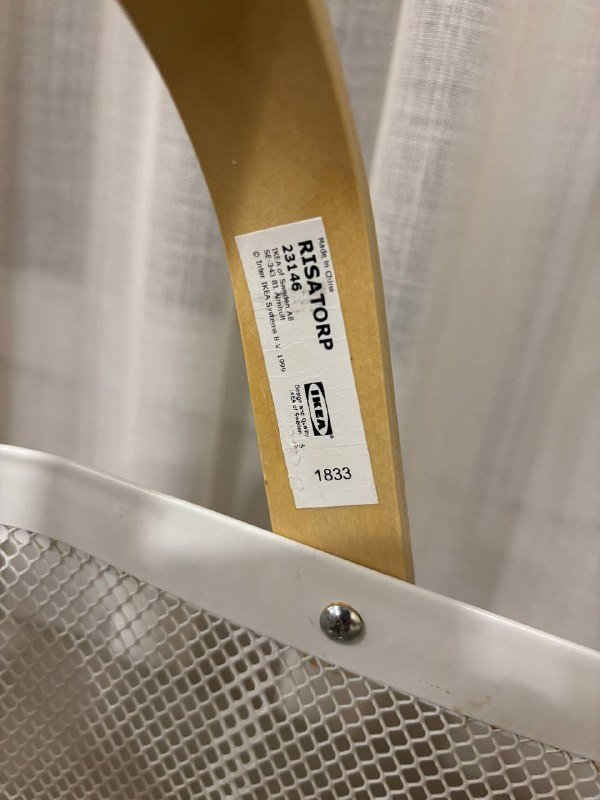 Made in China
RISATORP
23146
IKEA of Sweden AB
SE-343 81 Älmhult
© Inter IKEA Systems B.V. 1999
IKEA
Design and Quality
IKEA of Sweden
1833